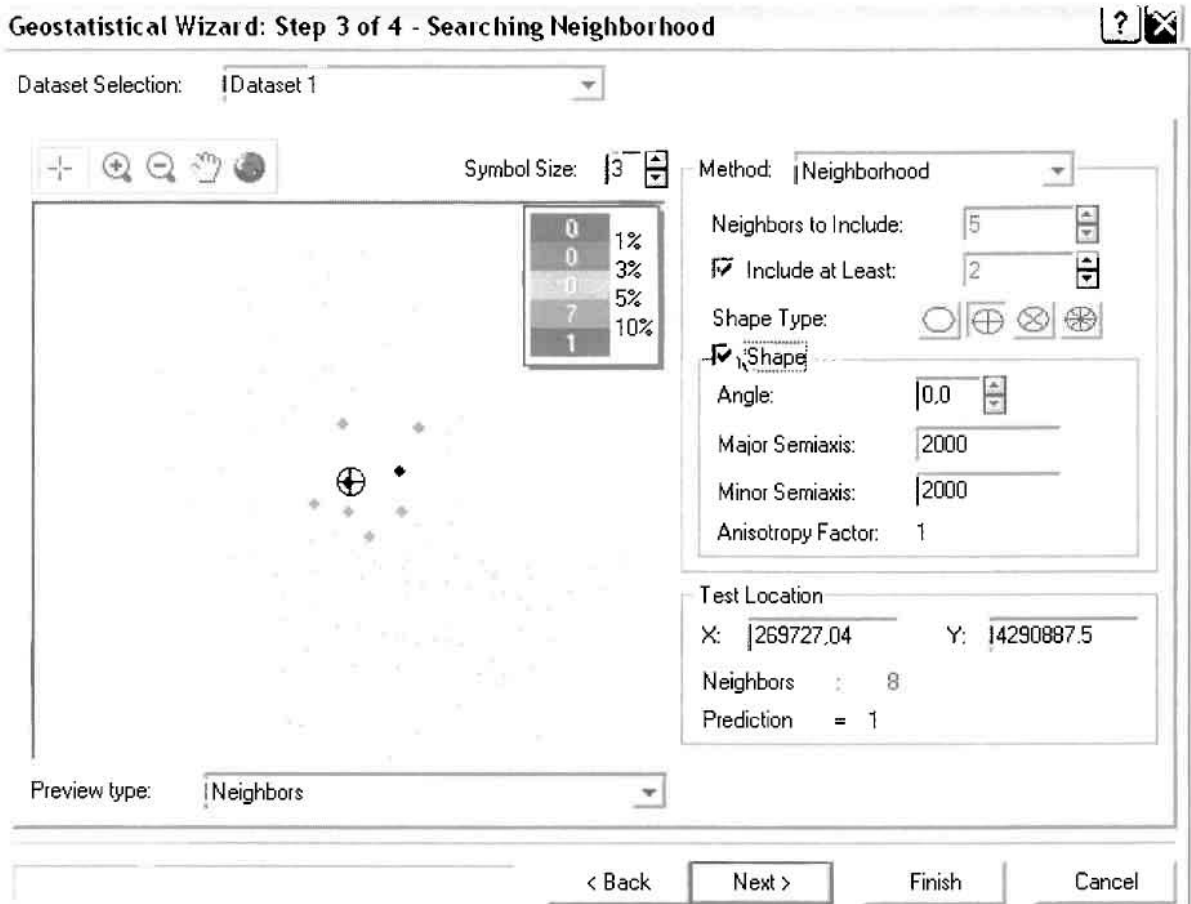 Geostatistical Wizard: Step 3 of 4 - Searching Neighborhood
Dataset Selection: Dataset 1
Symbol Size: 3
0
0
0
7
1
1%
3%
5%
10%
Method: Neighborhood
Neighbors to Include: 5
Include at Least: 2
Shape Type:
Shape
Angle: 0,0
Major Semiaxis: 2000
Minor Semiaxis: 2000
Anisotropy Factor: 1
Test Location
X: 269727,04 Y: 4290887.5
Neighbors : 8
Prediction = 1
Preview type: Neighbors
< Back Next > Finish Cancel